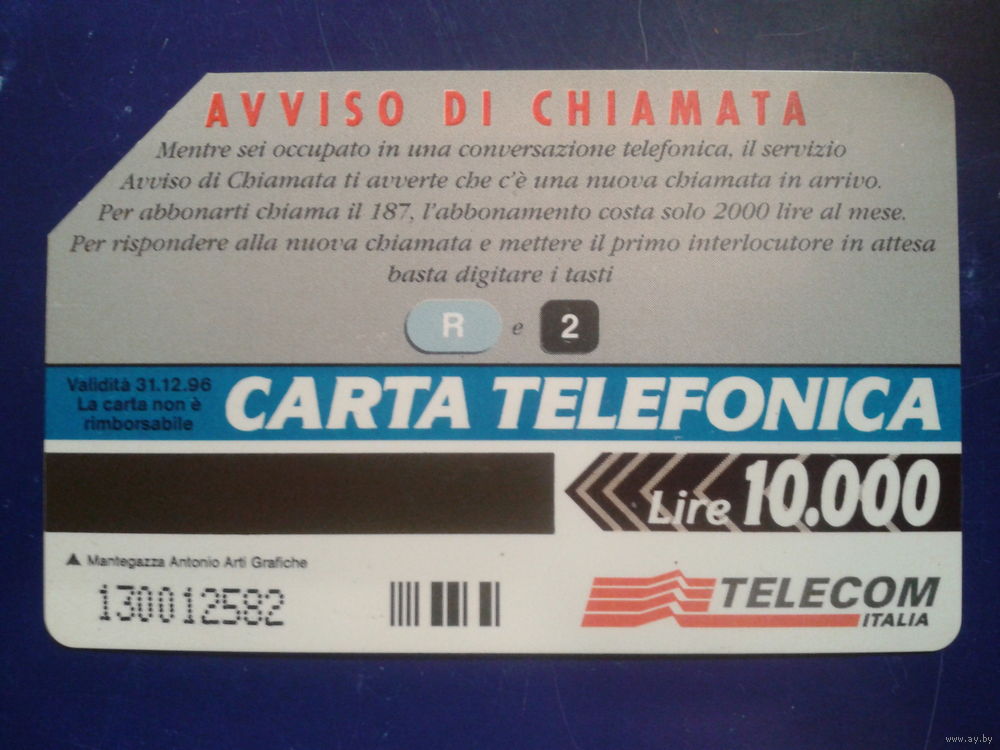 AVVISO DI CHIAMATA
Mentre sei occupato in una conversazione telefonica, il servizio
Avviso di Chiamata ti avverte che c'è una nuova chiamata in arrivo.
Per abbonarti chiama il 187, l'abbonamento costa solo 2000 lire al mese.
Per rispondere alla nuova chiamata e mettere il primo interlocutore in attesa
basta digitare i tasti
R e 2
Validità 31.12.96
La carta non è
rimborsabile
CARTA TELEFONICA
Lire 10.000
Mantegazza Antonio Arti Grafiche
130012582
TELECOM
ITALIA
www.ay.by